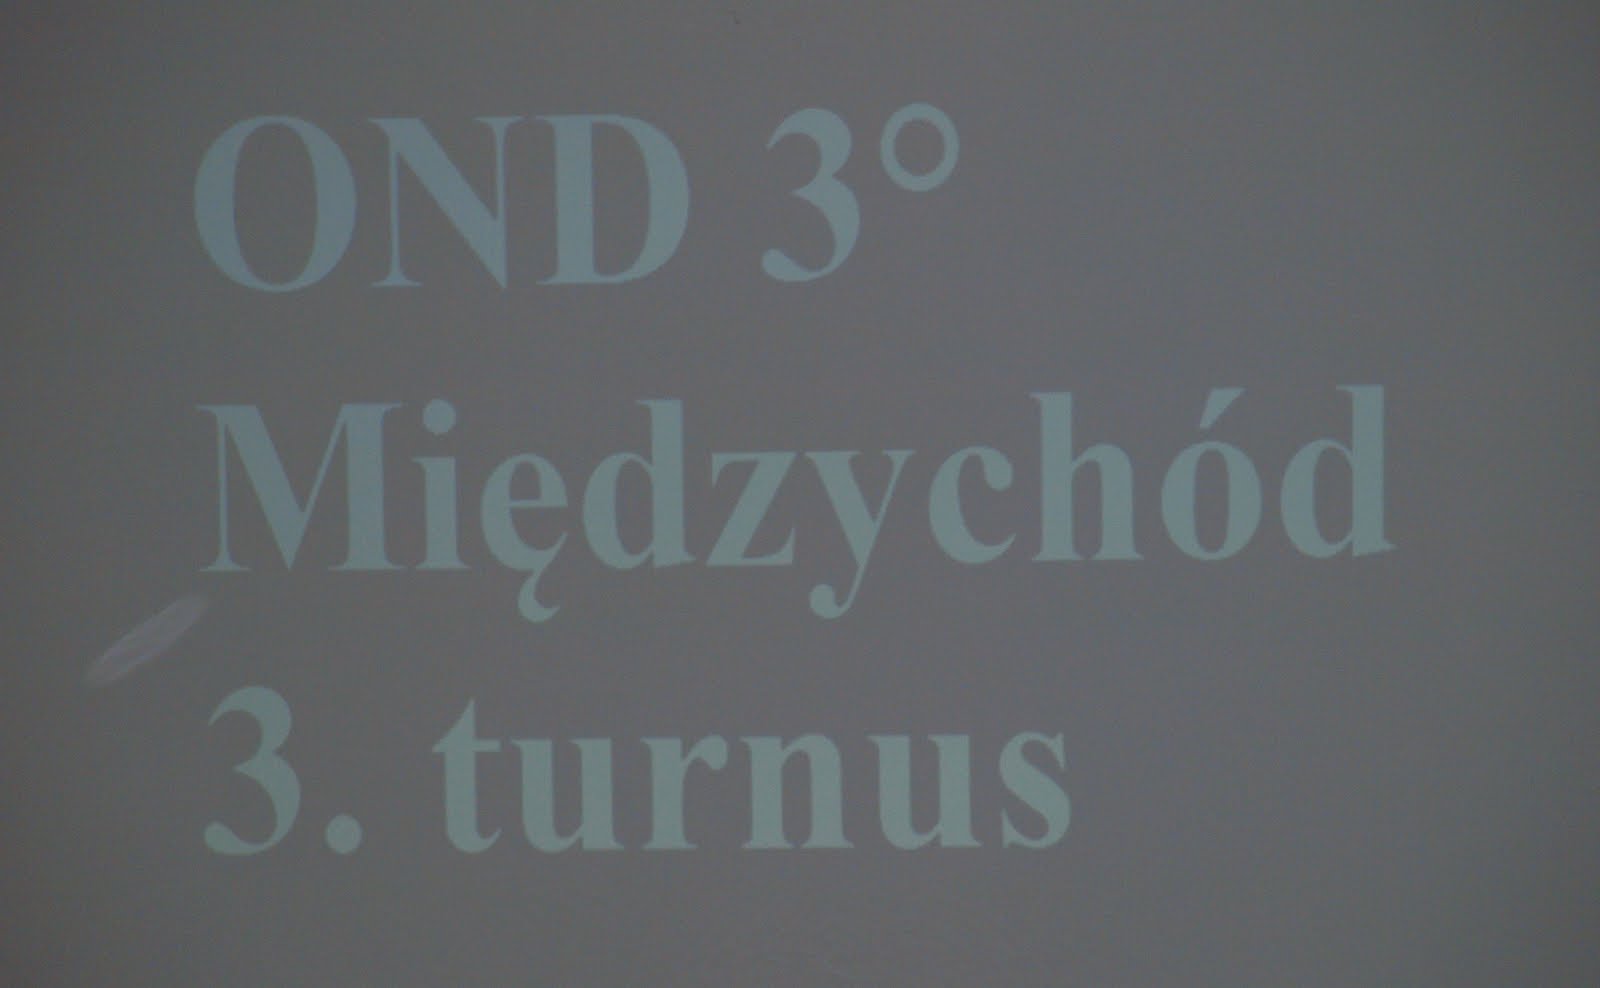 OND 3°
Międzychód
3. turnus